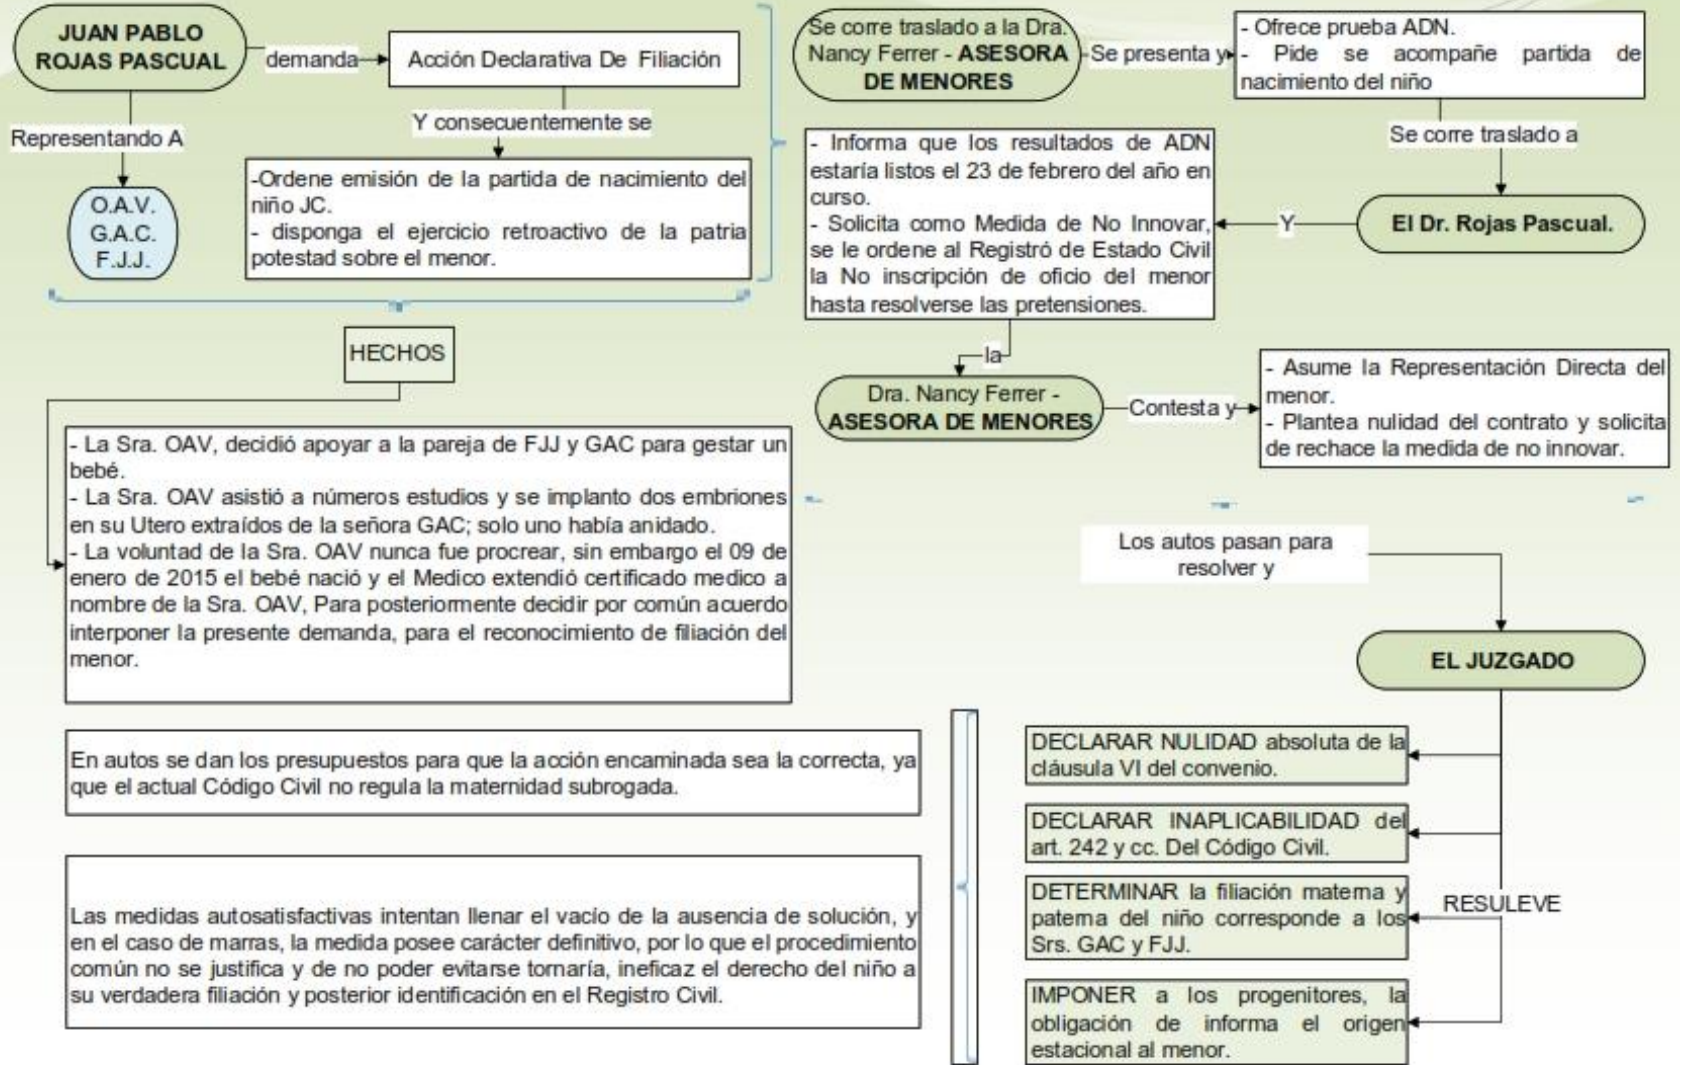 JUAN PABLO
ROJAS PASCUAL
demanda
Acción Declarativa De Filiación
Representando A
O.A.V.
G.A.C.
F.J.J.
Y consecuentemente se
-Ordene emisión de la partida de nacimiento del
niño JC.
- disponga el ejercicio retroactivo de la patria
potestad sobre el menor.
HECHOS
- La Sra. OAV, decidió apoyar a la pareja de FJJ y GAC para gestar un
bebé.
- La Sra. OAV asistió a números estudios y se implanto dos embriones
en su Utero extraídos de la señora GAC; solo uno había anidado.
- La voluntad de la Sra. OAV nunca fue procrear, sin embargo el 09 de
enero de 2015 el bebé nació y el Medico extendió certificado medico a
nombre de la Sra. OAV, Para posteriormente decidir por común acuerdo
interponer la presente demanda, para el reconocimiento de filiación del
menor.
Se corre traslado a la Dra.
Nancy Ferrer - ASESORA
DE MENORES
Se presenta y
- Ofrece prueba ADN.
- Pide se acompañe partida de
nacimiento del niño
Se corre traslado a
El Dr. Rojas Pascual.
Y
- Informa que los resultados de ADN
estaría listos el 23 de febrero del año en
curso.
- Solicita como Medida de No Innovar,
se le ordene al Registró de Estado Civil
la No inscripción de oficio del menor
hasta resolverse las pretensiones.
la
Dra. Nancy Ferrer -
ASESORA DE MENORES
Contesta y
- Asume la Representación Directa del
menor.
- Plantea nulidad del contrato y solicita
de rechace la medida de no innovar.
Los autos pasan para
resolver y
EL JUZGADO
RESULEVE
DECLARAR NULIDAD absoluta de la
cláusula VI del convenio.
DECLARAR INAPLICABILIDAD del
art. 242 y cc. Del Código Civil.
DETERMINAR la filiación materna y
paterna del niño corresponde a los
Srs. GAC y FJJ.
IMPONER a los progenitores, la
obligación de informa el origen
estacional al menor.
En autos se dan los presupuestos para que la acción encaminada sea la correcta, ya
que el actual Código Civil no regula la maternidad subrogada.
Las medidas autosatisfactivas intentan llenar el vacío de la ausencia de solución, y
en el caso de marras, la medida posee carácter definitivo, por lo que el procedimiento
común no se justifica y de no poder evitarse tornaría, ineficaz el derecho del niño a
su verdadera filiación y posterior identificación en el Registro Civil.